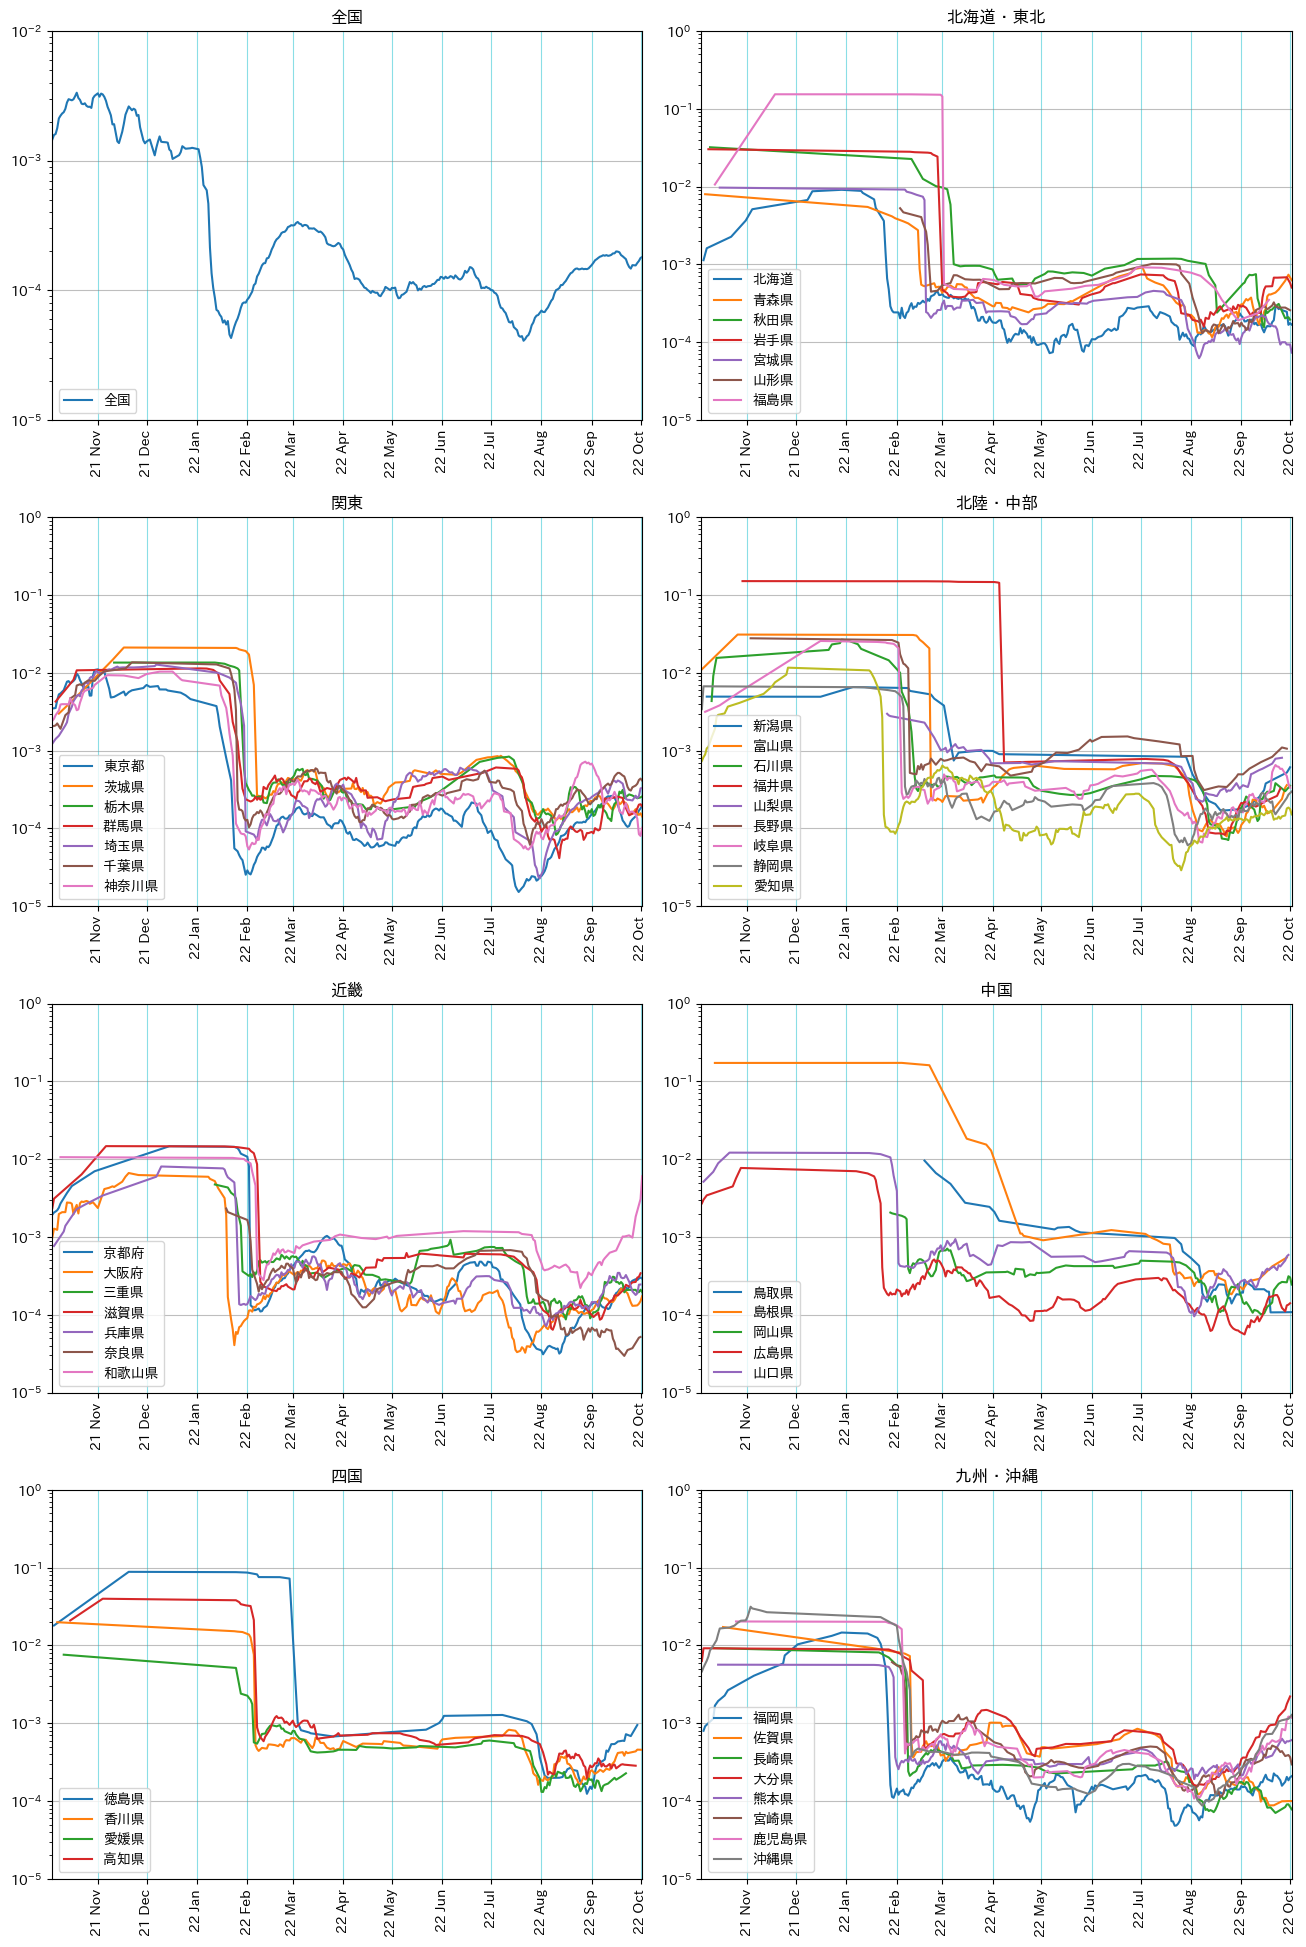 全国
10⁻²
10⁻³
10⁻⁴
10⁻⁵
全国
21 Nov
21 Dec
22 Jan
22 Feb
22 Mar
22 Apr
22 May
22 Jun
22 Jul
22 Aug
22 Sep
22 Oct
北海道・東北
10⁰
10⁻¹
10⁻²
10⁻³
10⁻⁴
10⁻⁵
北海道
青森県
秋田県
岩手県
宮城県
山形県
福島県
21 Nov
21 Dec
22 Jan
22 Feb
22 Mar
22 Apr
22 May
22 Jun
22 Jul
22 Aug
22 Sep
22 Oct
関東
10⁰
10⁻¹
10⁻²
10⁻³
10⁻⁴
10⁻⁵
東京都
茨城県
栃木県
群馬県
埼玉県
千葉県
神奈川県
21 Nov
21 Dec
22 Jan
22 Feb
22 Mar
22 Apr
22 May
22 Jun
22 Jul
22 Aug
22 Sep
22 Oct
北陸・中部
10⁰
10⁻¹
10⁻²
10⁻³
10⁻⁴
10⁻⁵
新潟県
富山県
石川県
福井県
山梨県
長野県
岐阜県
静岡県
愛知県
21 Nov
21 Dec
22 Jan
22 Feb
22 Mar
22 Apr
22 May
22 Jun
22 Jul
22 Aug
22 Sep
22 Oct
近畿
10⁰
10⁻¹
10⁻²
10⁻³
10⁻⁴
10⁻⁵
京都府
大阪府
三重県
滋賀県
兵庫県
奈良県
和歌山県
21 Nov
21 Dec
22 Jan
22 Feb
22 Mar
22 Apr
22 May
22 Jun
22 Jul
22 Aug
22 Sep
22 Oct
中国
10⁰
10⁻¹
10⁻²
10⁻³
10⁻⁴
10⁻⁵
鳥取県
島根県
岡山県
広島県
山口県
21 Nov
21 Dec
22 Jan
22 Feb
22 Mar
22 Apr
22 May
22 Jun
22 Jul
22 Aug
22 Sep
22 Oct
四国
10⁰
10⁻¹
10⁻²
10⁻³
10⁻⁴
10⁻⁵
徳島県
香川県
愛媛県
高知県
21 Nov
21 Dec
22 Jan
22 Feb
22 Mar
22 Apr
22 May
22 Jun
22 Jul
22 Aug
22 Sep
22 Oct
九州・沖縄
10⁰
10⁻¹
10⁻²
10⁻³
10⁻⁴
10⁻⁵
福岡県
佐賀県
長崎県
大分県
熊本県
宮崎県
鹿児島県
沖縄県
21 Nov
21 Dec
22 Jan
22 Feb
22 Mar
22 Apr
22 May
22 Jun
22 Jul
22 Aug
22 Sep
22 Oct